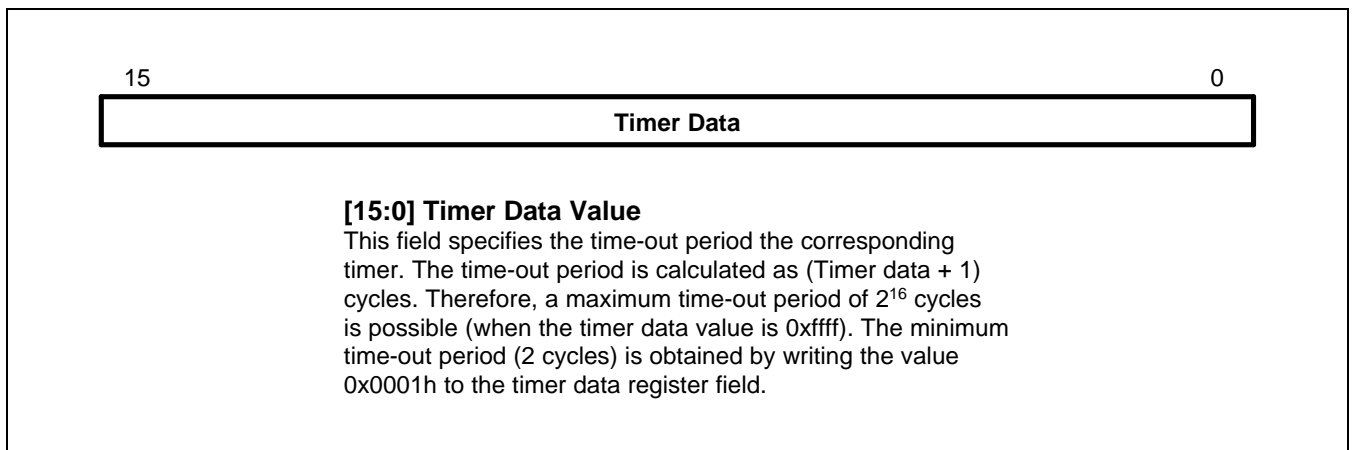 15 0
Timer Data
[15:0] Timer Data Value
This field specifies the time-out period the corresponding
timer. The time-out period is calculated as (Timer data + 1)
cycles. Therefore, a maximum time-out period of 2¹⁶ cycles
is possible (when the timer data value is 0xffff). The minimum
time-out period (2 cycles) is obtained by writing the value
0x0001h to the timer data register field.